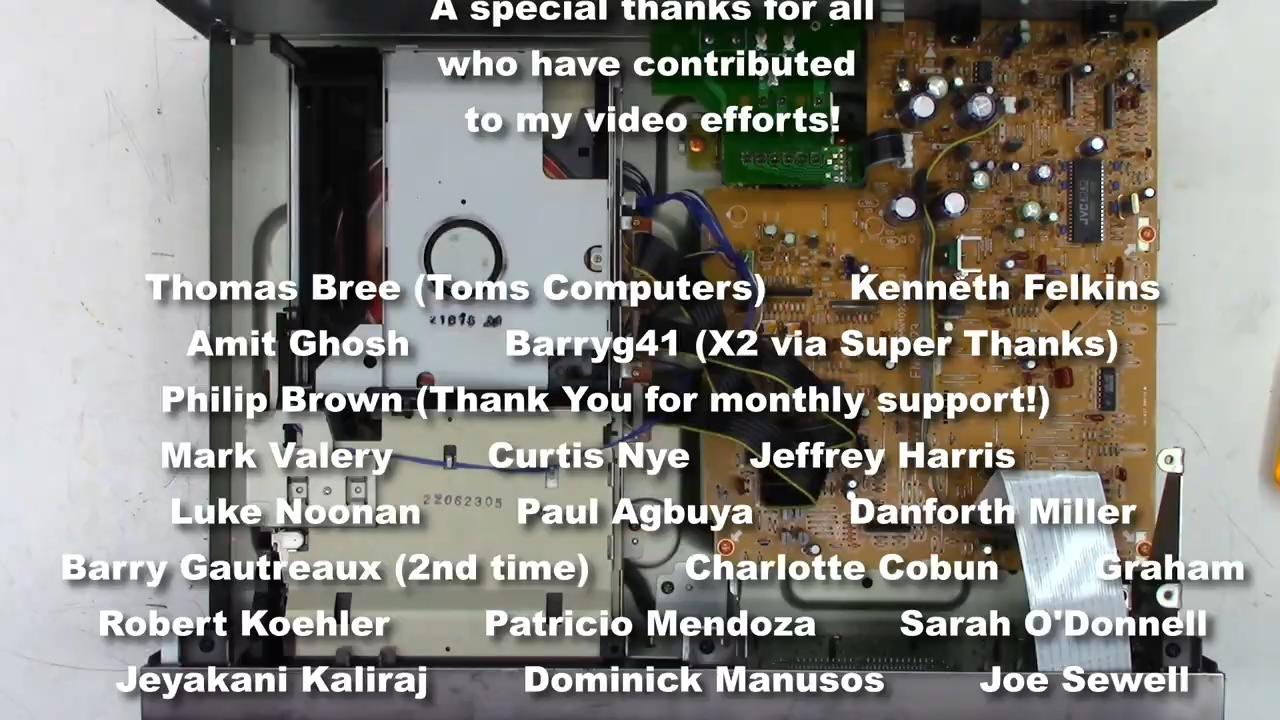 A special thanks for all
who have contributed
to my video efforts!
Thomas Bree (Toms Computers) Kenneth Felkins
Amit Ghosh Barryg41 (X2 via Super Thanks)
Philip Brown (Thank You for monthly support!)
Mark Valery Curtis Nye Jeffrey Harris
Luke Noonan Paul Agbuya Danforth Miller
Barry Gautreaux (2nd time) Charlotte Cobun Graham
Robert Koehler Patricio Mendoza Sarah O'Donnell
Jeyakani Kaliraj Dominick Manusos Joe Sewell
22062305
JVC